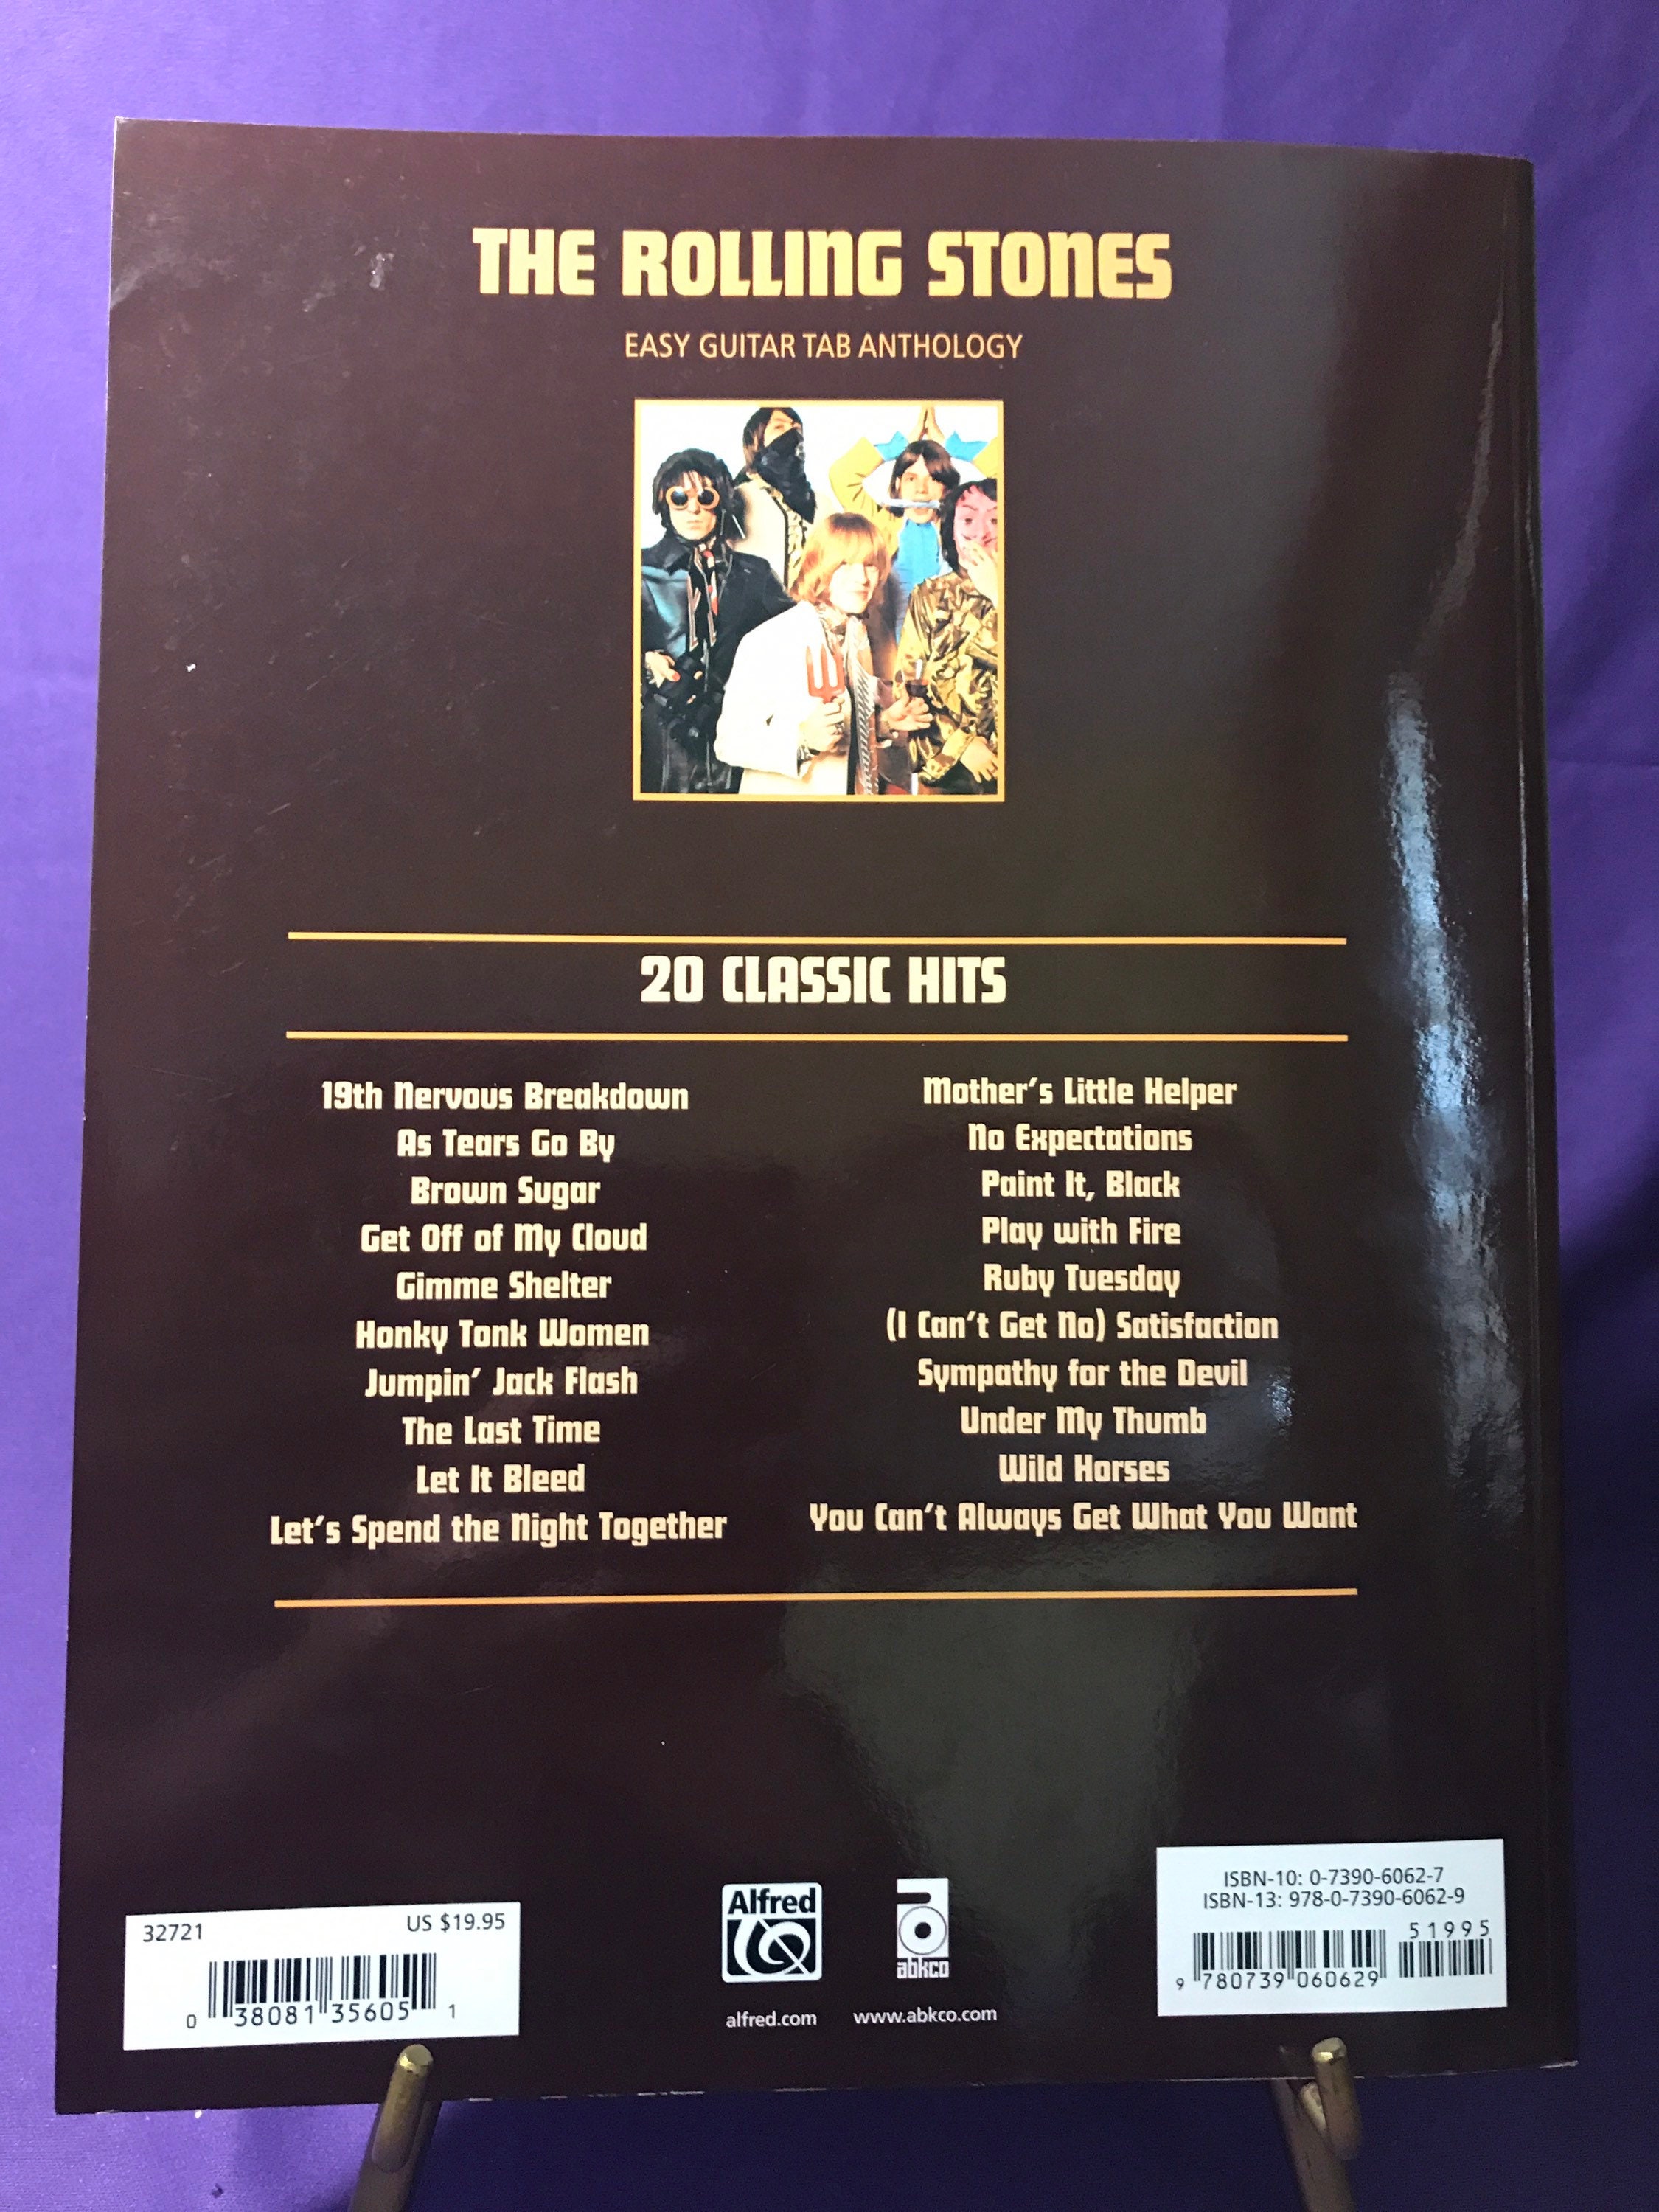 THE ROLLING STONES
EASY GUITAR TAB ANTHOLOGY
20 CLASSIC HITS
19th Nervous Breakdown
As Tears Go By
Brown Sugar
Get Off of My Cloud
Gimme Shelter
Honky Tonk Women
Jumpin' Jack Flash
The Last Time
Let It Bleed
Let's Spend the Night Together
Mother's Little Helper
No Expectations
Paint It, Black
Play with Fire
Ruby Tuesday
(I Can't Get No) Satisfaction
Sympathy for the Devil
Under My Thumb
Wild Horses
You Can't Always Get What You Want
32721 US $19.95
0 38081 35605 1
Alfred
alfred.com
abkco
www.abkco.com
ISBN-10: 0-7390-6062-7
ISBN-13: 978-0-7390-6062-9
51995
9 780739 060629